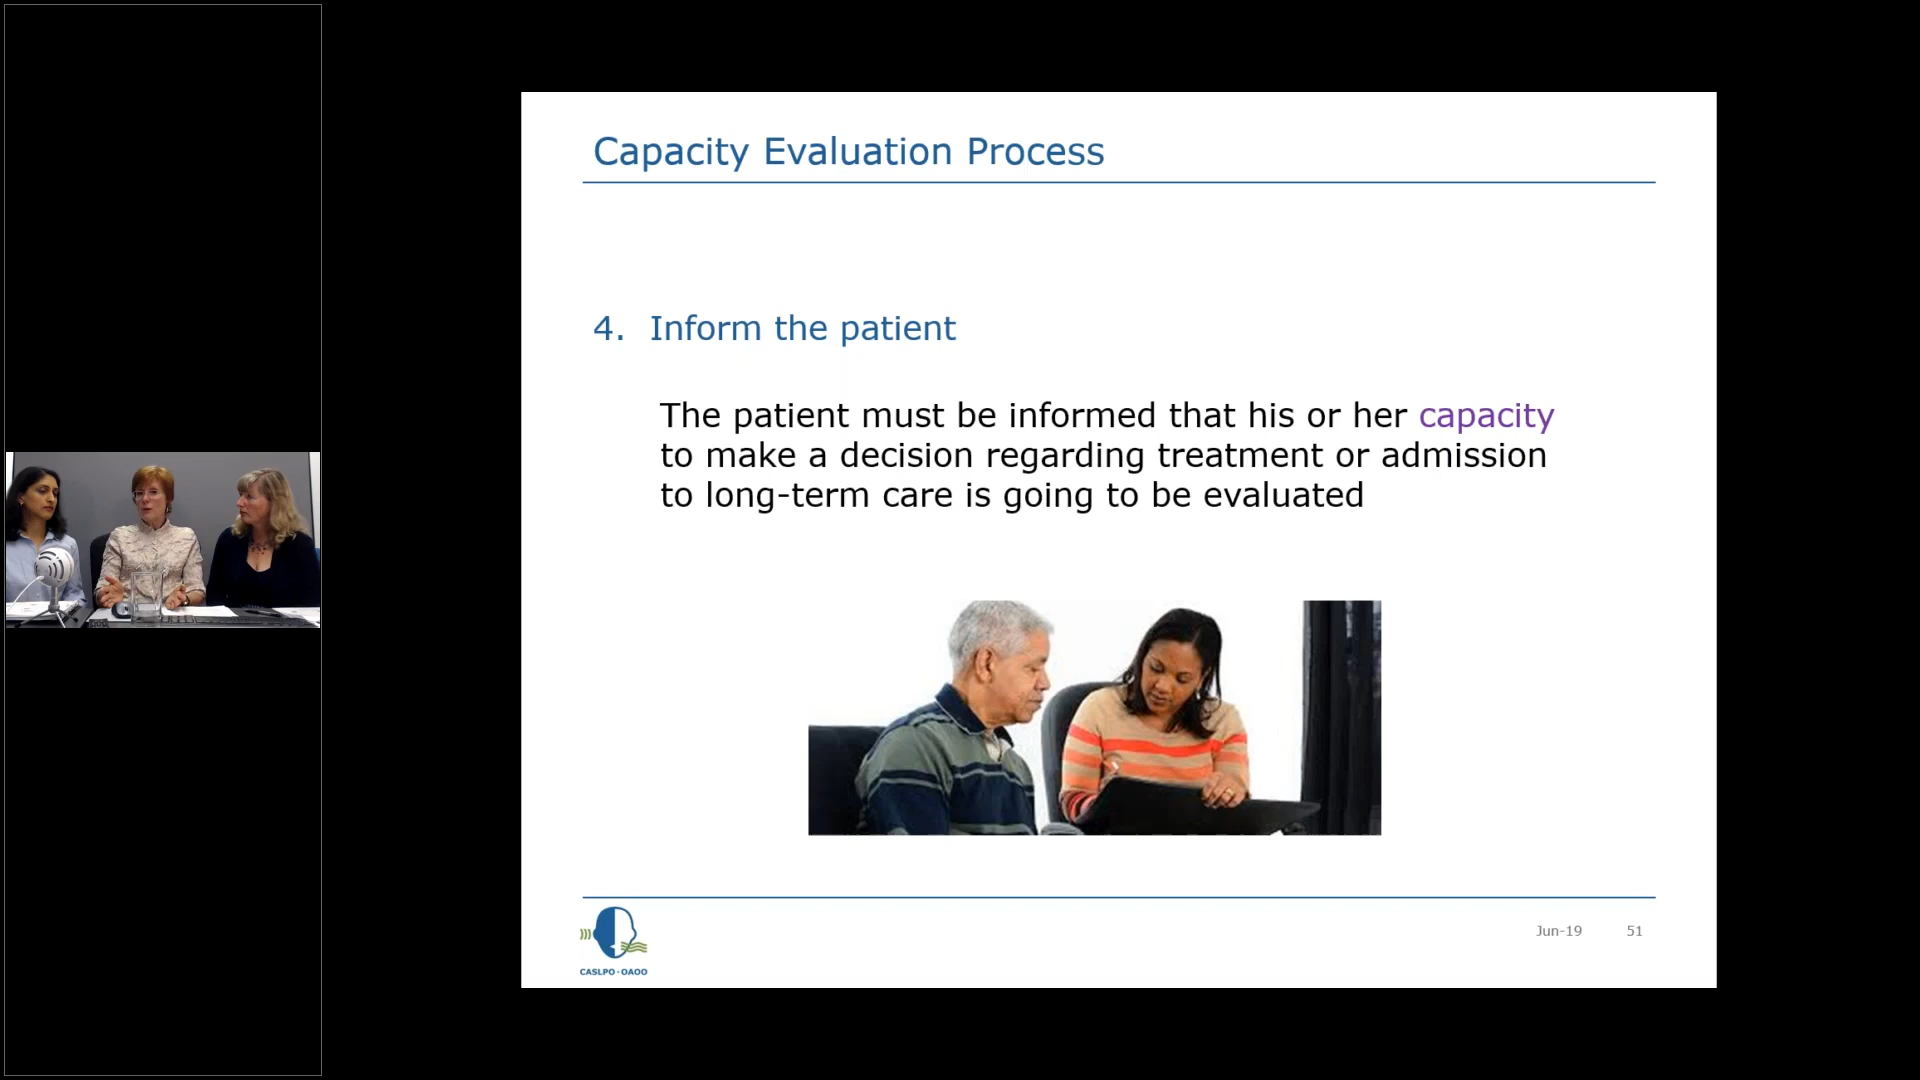 Capacity Evaluation Process
4. Inform the patient
The patient must be informed that his or her capacity
to make a decision regarding treatment or admission
to long-term care is going to be evaluated
CASLPO·OAOO
Jun-19 51